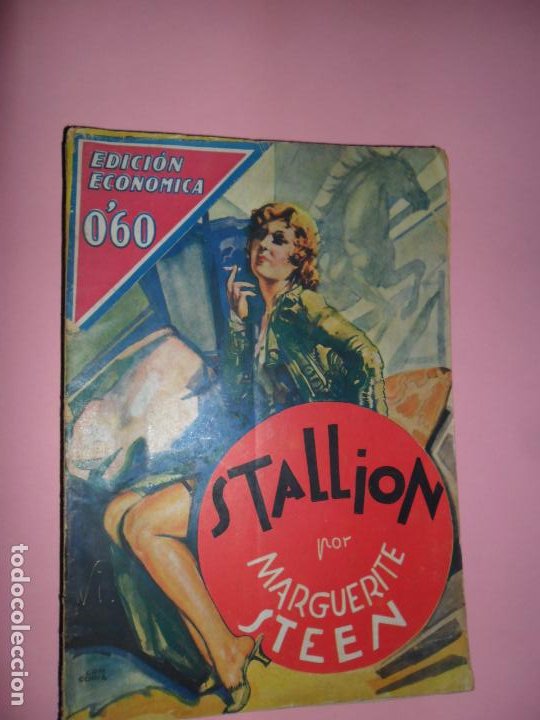 EDICIÓN
ECONOMICA
0'60
STALLION
por
MARGUERITE
STEEN
todocoleccion